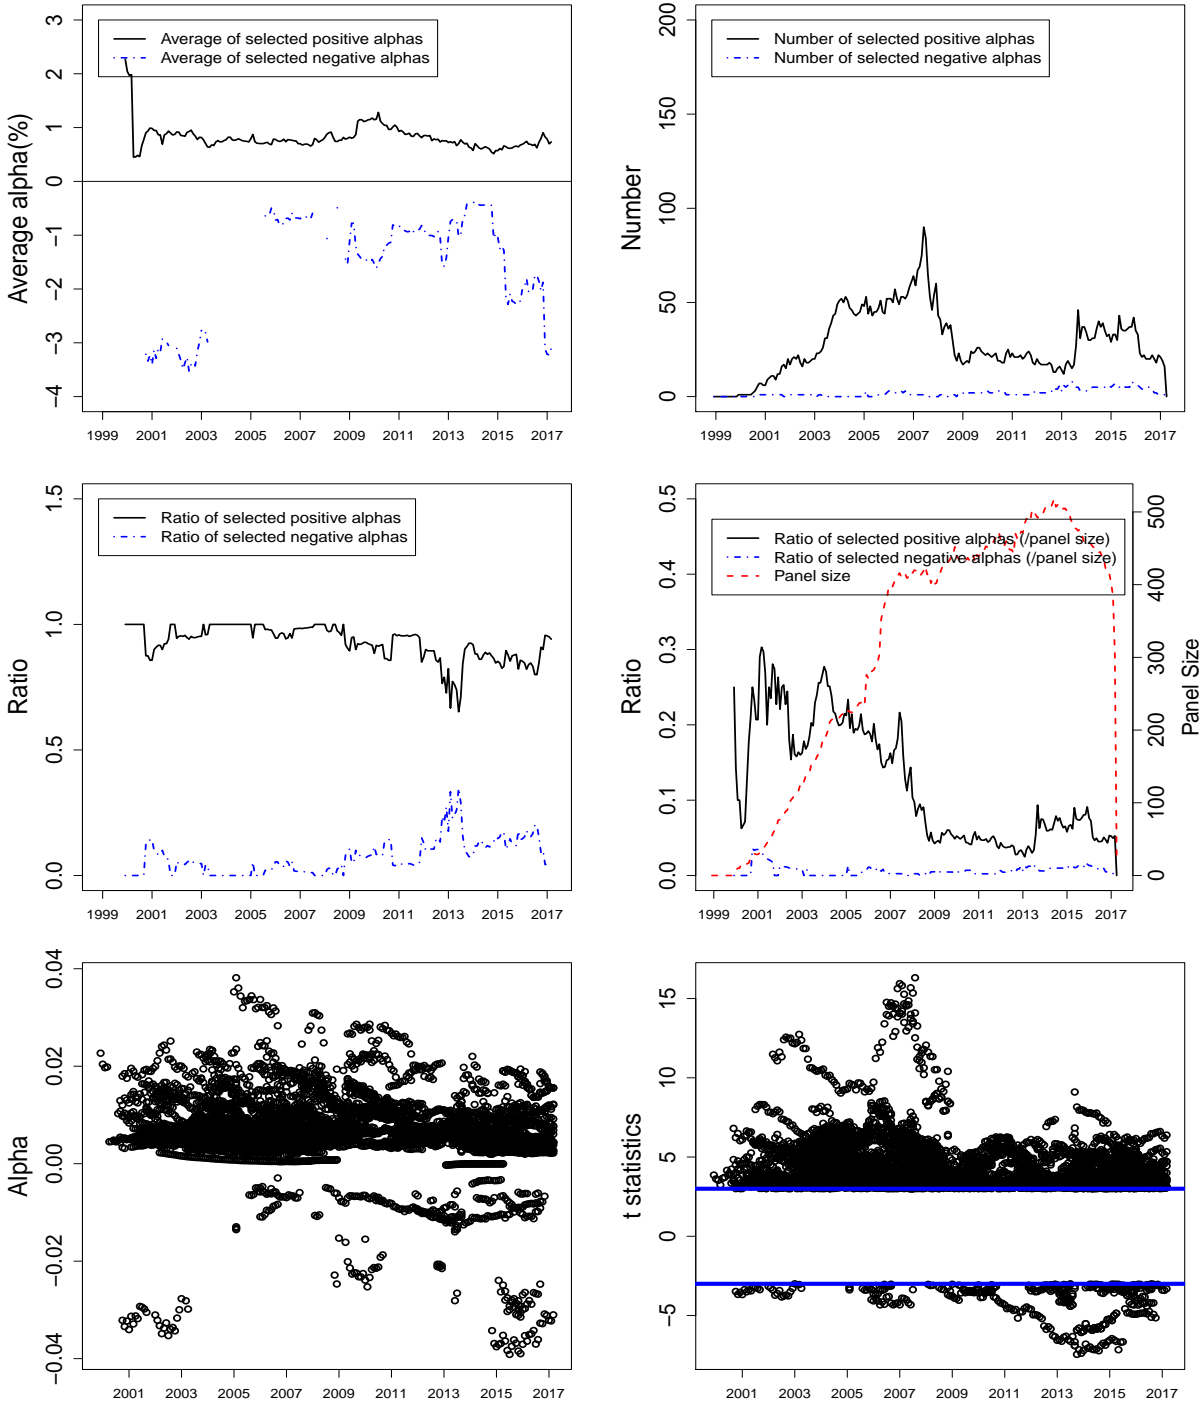 Average of selected positive alphas
Average of selected negative alphas
Average alpha(%)
3
2
1
0
−1
−2
−3
−4
1999 2001 2003 2005 2007 2009 2011 2013 2015 2017
Number of selected positive alphas
Number of selected negative alphas
Number
200
150
100
50
0
1999 2001 2003 2005 2007 2009 2011 2013 2015 2017
Ratio of selected positive alphas
Ratio of selected negative alphas
Ratio
1.5
1.0
0.5
0.0
1999 2001 2003 2005 2007 2009 2011 2013 2015 2017
Ratio of selected positive alphas (/panel size)
Ratio of selected negative alphas (/panel size)
Panel size
Ratio
0.5
0.4
0.3
0.2
0.1
0.0
500
400
300
200
100
0
Panel Size
1999 2001 2003 2005 2007 2009 2011 2013 2015 2017
Alpha
0.04
0.02
0.00
−0.02
−0.04
2001 2003 2005 2007 2009 2011 2013 2015 2017
t statistics
15
10
5
0
−5
2001 2003 2005 2007 2009 2011 2013 2015 2017